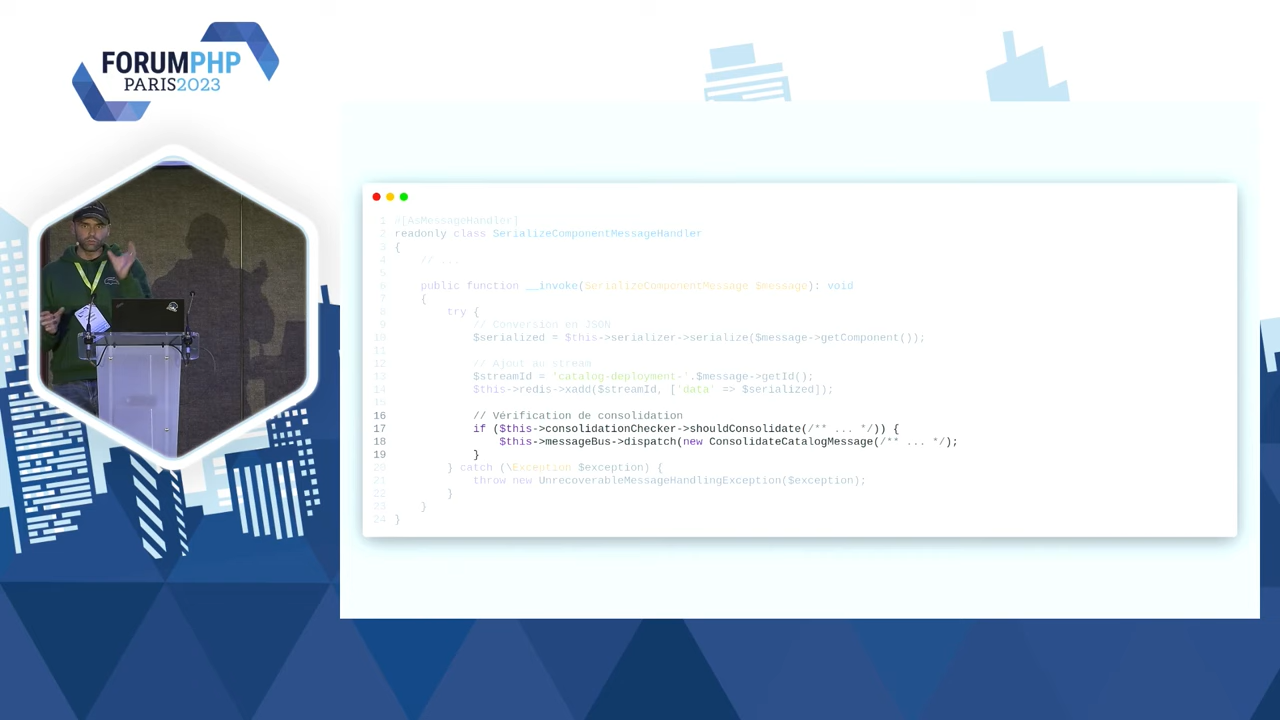 FORUMPHP
PARIS2023
1 #[AsMessageHandler]
2 readonly class SerializeComponentMessageHandler
3 {
4     // ...
5
6     public function __invoke(SerializeComponentMessage $message): void
7     {
8         try {
9             // Conversion en JSON
10             $serialized = $this->serializer->serialize($message->getComponent());
11
12             // Ajout au stream
13             $streamId = 'catalog-deployment-'.$message->getId();
14             $this->redis->xadd($streamId, ['data' => $serialized]);
15
16             // Vérification de consolidation
17             if ($this->consolidationChecker->shouldConsolidate(/** ... */)) {
18                 $this->messageBus->dispatch(new ConsolidateCatalogMessage(/** ... */);
19             }
20         } catch (\Exception $exception) {
21             throw new UnrecoverableMessageHandlingException($exception);
22         }
23     }
24 }